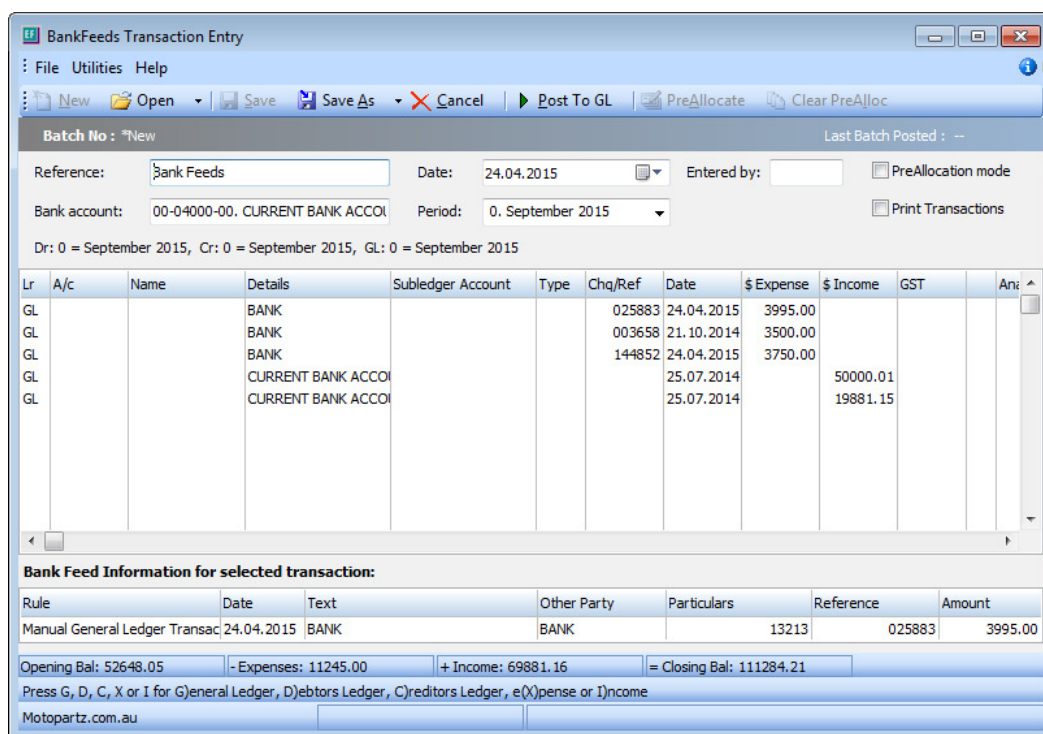 BankFeeds Transaction Entry
File Utilities Help
New Open Save Save As Cancel Post To GL PreAllocate Clear PreAlloc
Batch No : *New Last Batch Posted : --
Reference: Bank Feeds Date: 24.04.2015 Entered by: PreAllocation mode
Bank account: 00-04000-00. CURRENT BANK ACCOU Period: 0. September 2015 Print Transactions
Dr: 0 = September 2015, Cr: 0 = September 2015, GL: 0 = September 2015
Lr A/c Name Details Subledger Account Type Chq/Ref Date $ Expense $ Income GST Ana
GL BANK 025883 24.04.2015 3995.00
GL BANK 003658 21.10.2014 3500.00
GL BANK 144852 24.04.2015 3750.00
GL CURRENT BANK ACCOU 25.07.2014 50000.01
GL CURRENT BANK ACCOU 25.07.2014 19881.15
Bank Feed Information for selected transaction:
Rule Date Text Other Party Particulars Reference Amount
Manual General Ledger Transac 24.04.2015 BANK BANK 13213 025883 3995.00
Opening Bal: 52648.05 - Expenses: 11245.00 + Income: 69881.16 = Closing Bal: 111284.21
Press G, D, C, X or I for G)eneral Ledger, D)ebtors Ledger, C)reditors Ledger, e(X)pense or I)ncome
Motopartz.com.au